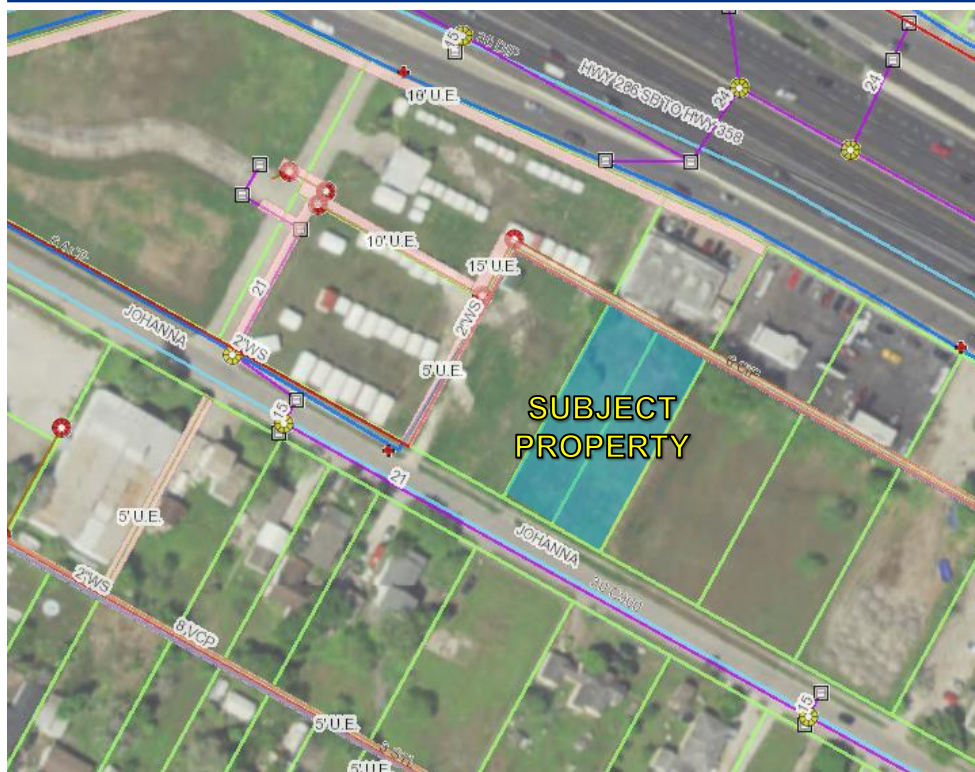 15
HWY 286 SB TO HWY 358
24
24
10' U.E.
10' U.E.
15' U.E.
21
2"WS
JOHANNA
2"WS
5' U.E.
SUBJECT
PROPERTY
15
21
5' U.E.
JOHANNA
2"WS
8 VCP
15
5' U.E.
5' U.E.